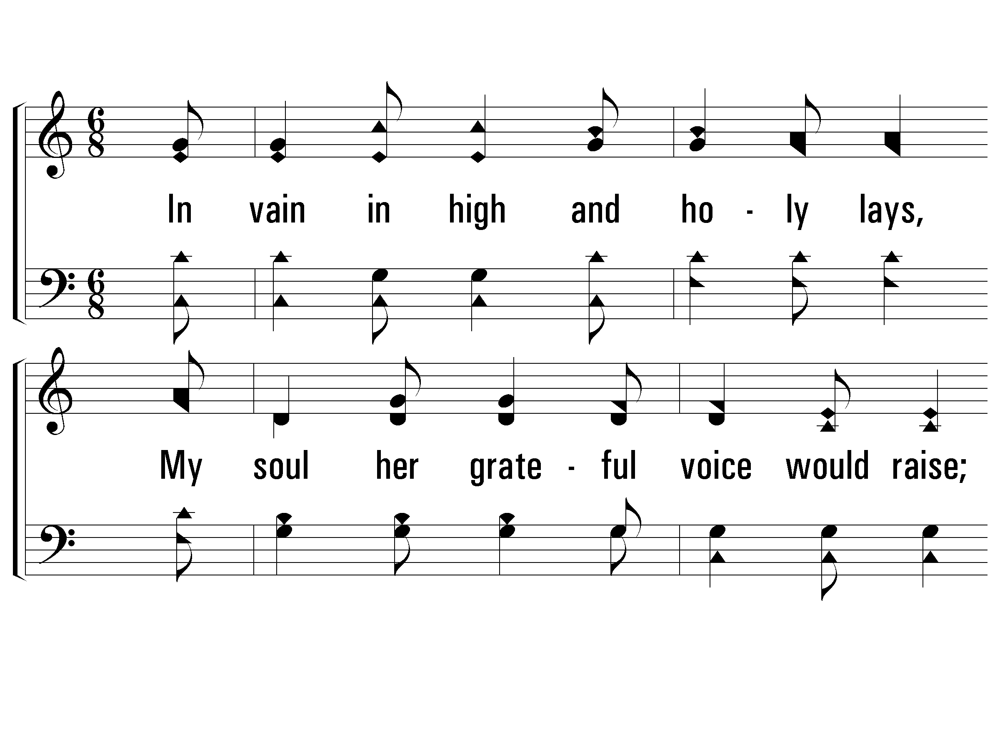 In vain in high and ho - ly lays,
My soul her grate - ful voice would raise;